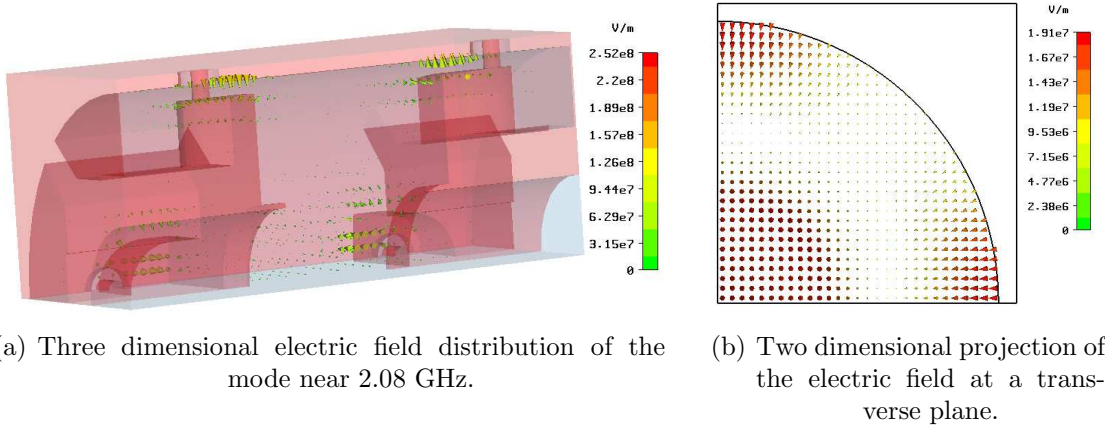 V/m
2.52e8
2.2e8
1.89e8
1.57e8
1.26e8
9.44e7
6.29e7
3.15e7
0
V/m
1.91e7
1.67e7
1.43e7
1.19e7
9.53e6
7.15e6
4.77e6
2.38e6
0
a) Three dimensional electric field distribution of the
mode near 2.08 GHz.
(b) Two dimensional projection of
the electric field at a trans-
verse plane.